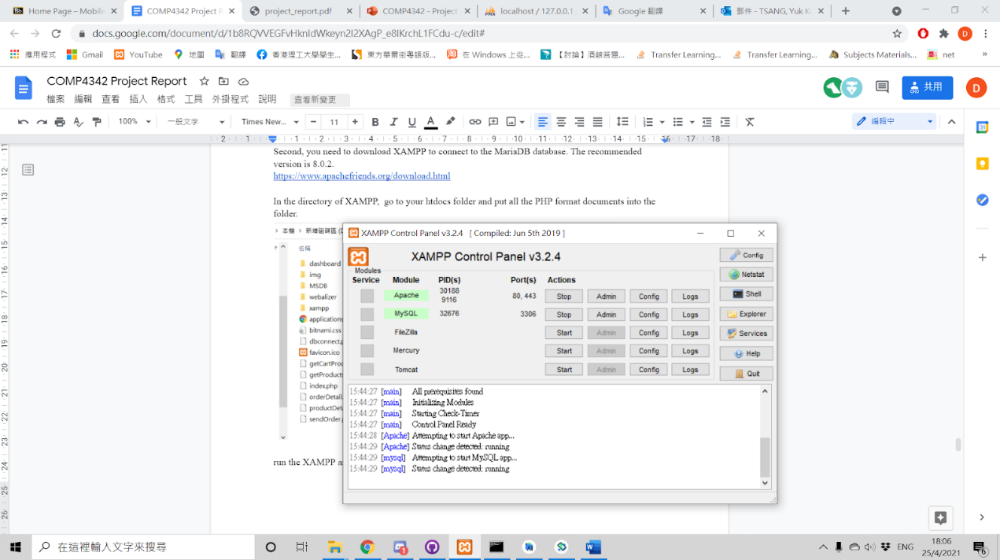 Home Page – Mobile
COMP4342 Project R
project_report.pdf
COMP4342 - Project
localhost / 127.0.0.1
Google 翻譯
郵件 - TSANG, Yuk K
docs.google.com/document/d/1b8RQVVEGFvHknIdWkeyn2I2XAgP_e8IKrchL1FCdu-c/edit#
應用程式
Gmail
YouTube
地圖
翻譯
香港理工大學學生...
東方華爾街粵語版...
在 Windows 上從...
【討論】酒館答題...
Transfer Learning...
Transfer Learning...
Subjects Materials...
net
COMP4342 Project Report
檔案 編輯 查看 插入 格式 工具 外掛程式 說明 查看新變更
共用
100% 一般文字 Times New... 11
編輯中
Second, you need to download XAMPP to connect to the MariaDB database. The recommended
version is 8.0.2.
https://www.apachefriends.org/download.html
In the directory of XAMPP, go to your htdocs folder and put all the PHP format documents into the
folder.
本機 > 新增磁碟區
名稱
dashboard
img
MSDB
webalizer
xampp
applications
bitnami.css
dbconnect.p
favicon.ico
getCartProd
getProducts
index.php
orderDetail.
productDeta
sendOrder.p
run the XAMPP
XAMPP Control Panel v3.2.4 [ Compiled: Jun 5th 2019 ]
XAMPP Control Panel v3.2.4
Modules
Service Module PID(s) Port(s) Actions
Apache 30188 9116 80, 443 Stop Admin Config Logs
MySQL 32676 3306 Stop Admin Config Logs
FileZilla Start Admin Config Logs
Mercury Start Admin Config Logs
Tomcat Start Admin Config Logs
Config
Netstat
Shell
Explorer
Services
Help
Quit
15:44:27 [main] All prerequisites found
15:44:27 [main] Initializing Modules
15:44:27 [main] Starting Check-Timer
15:44:27 [main] Control Panel Ready
15:44:28 [Apache] Attempting to start Apache app...
15:44:28 [Apache] Status change detected: running
15:44:29 [mysql] Attempting to start MySQL app...
15:44:29 [mysql] Status change detected: running
在這裡輸入文字來搜尋
ENG
18:06
25/4/2021